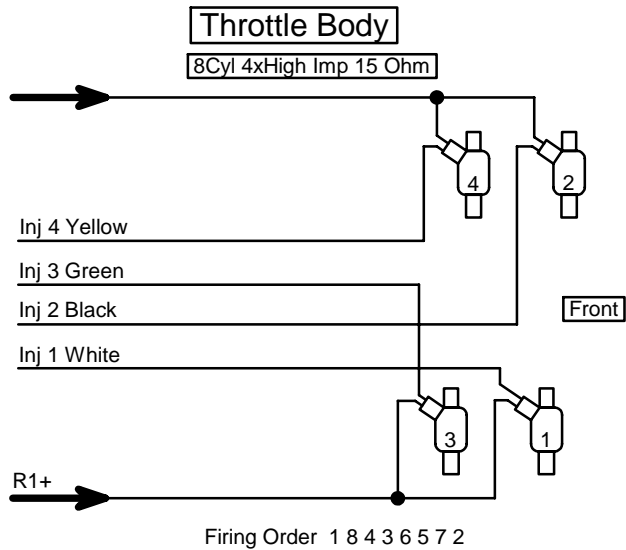 Throttle Body
8Cyl 4xHigh Imp 15 Ohm
4
2
Inj 4 Yellow
Inj 3 Green
Inj 2 Black
Front
Inj 1 White
3
1
R1+
Firing Order 1 8 4 3 6 5 7 2